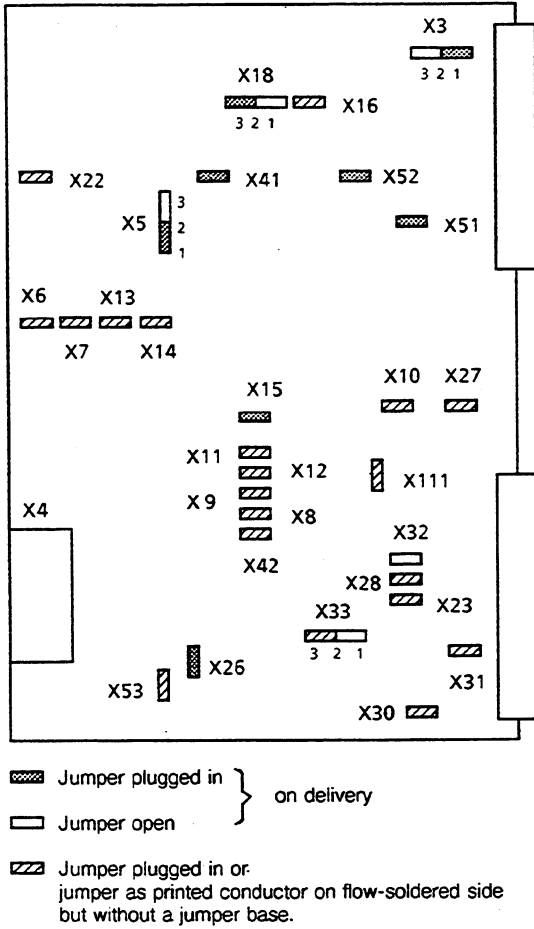 X3
3 2 1
X18
X16
3 2 1
X22
X41
X52
X5
3
2
1
X51
X6
X13
X7
X14
X10
X27
X15
X11
X12
X111
X9
X8
X4
X42
X32
X28
X23
X33
3 2 1
X26
X31
X53
X30
Jumper plugged in
on delivery
Jumper open
Jumper plugged in or
jumper as printed conductor on flow-soldered side
but without a jumper base.